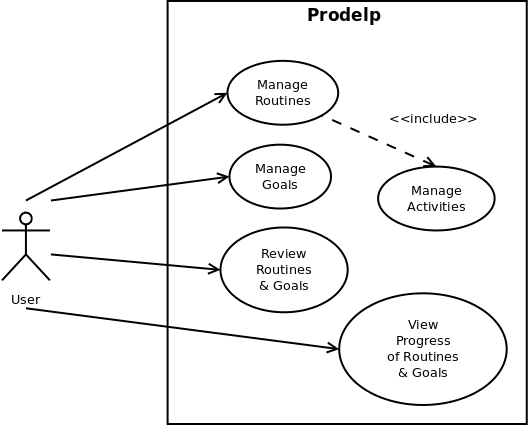 Prodelp
Manage
Routines
<<include>>
Manage
Goals
Manage
Activities
Review
Routines
& Goals
User
View
Progress
of Routines
& Goals